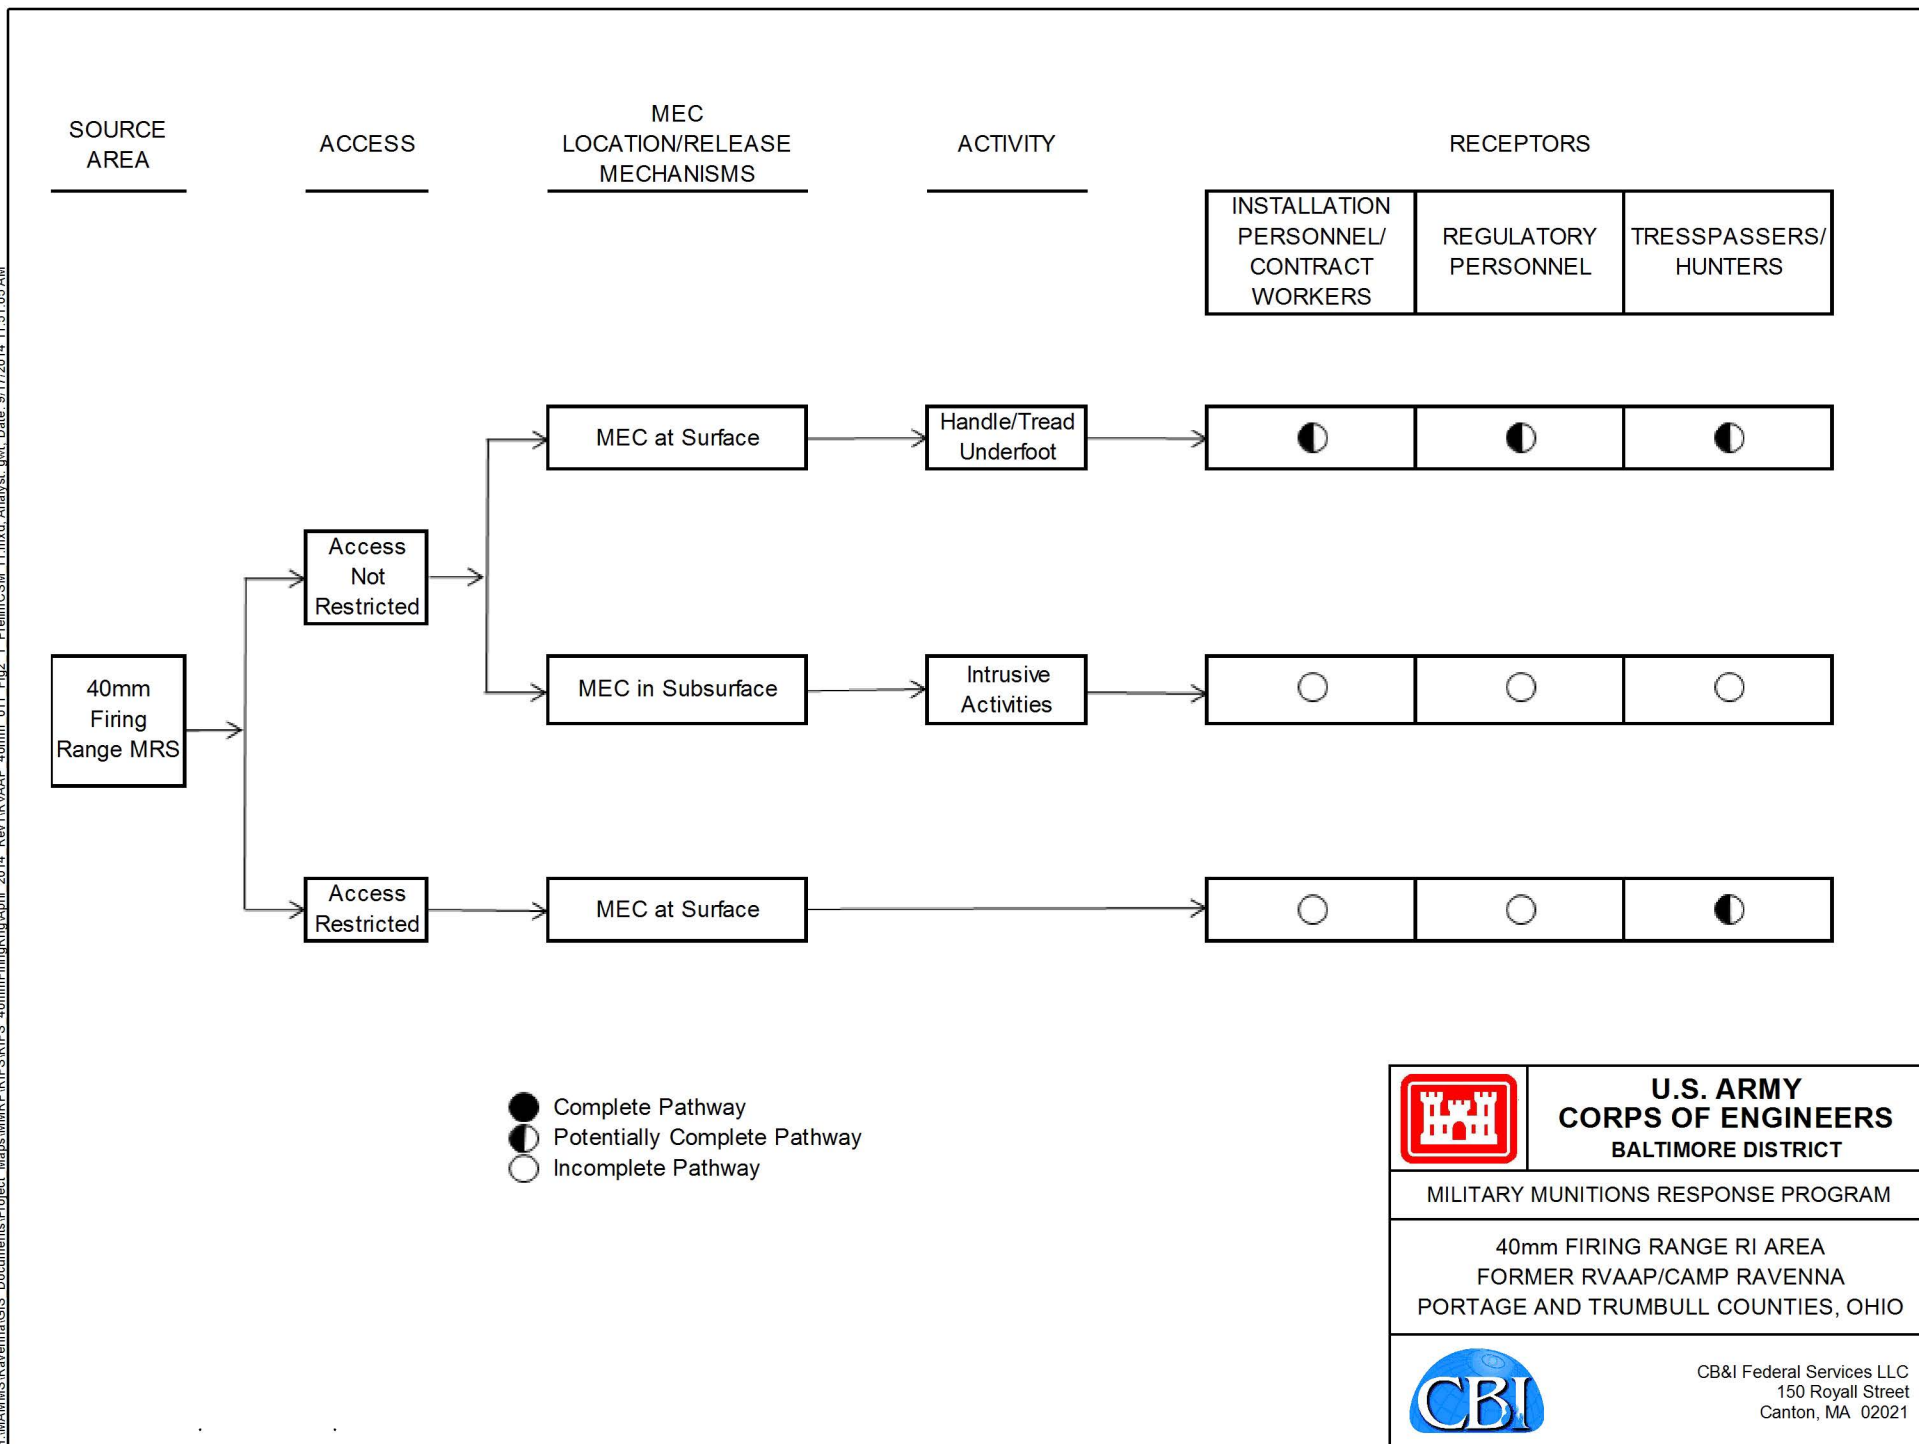 SOURCE
AREA
ACCESS
MEC
LOCATION/RELEASE
MECHANISMS
ACTIVITY
RECEPTORS
INSTALLATION
PERSONNEL/
CONTRACT
WORKERS
REGULATORY
PERSONNEL
TRESSPASSERS/
HUNTERS
MEC at Surface
Handle/Tread
Underfoot
Access
Not
Restricted
40mm
Firing
Range MRS
MEC in Subsurface
Intrusive
Activities
Access
Restricted
MEC at Surface
Complete Pathway
Potentially Complete Pathway
Incomplete Pathway
U.S. ARMY
CORPS OF ENGINEERS
BALTIMORE DISTRICT
MILITARY MUNITIONS RESPONSE PROGRAM
40mm FIRING RANGE RI AREA
FORMER RVAAP/CAMP RAVENNA
PORTAGE AND TRUMBULL COUNTIES, OHIO
CBI
CB&I Federal Services LLC
150 Royall Street
Canton, MA 02021